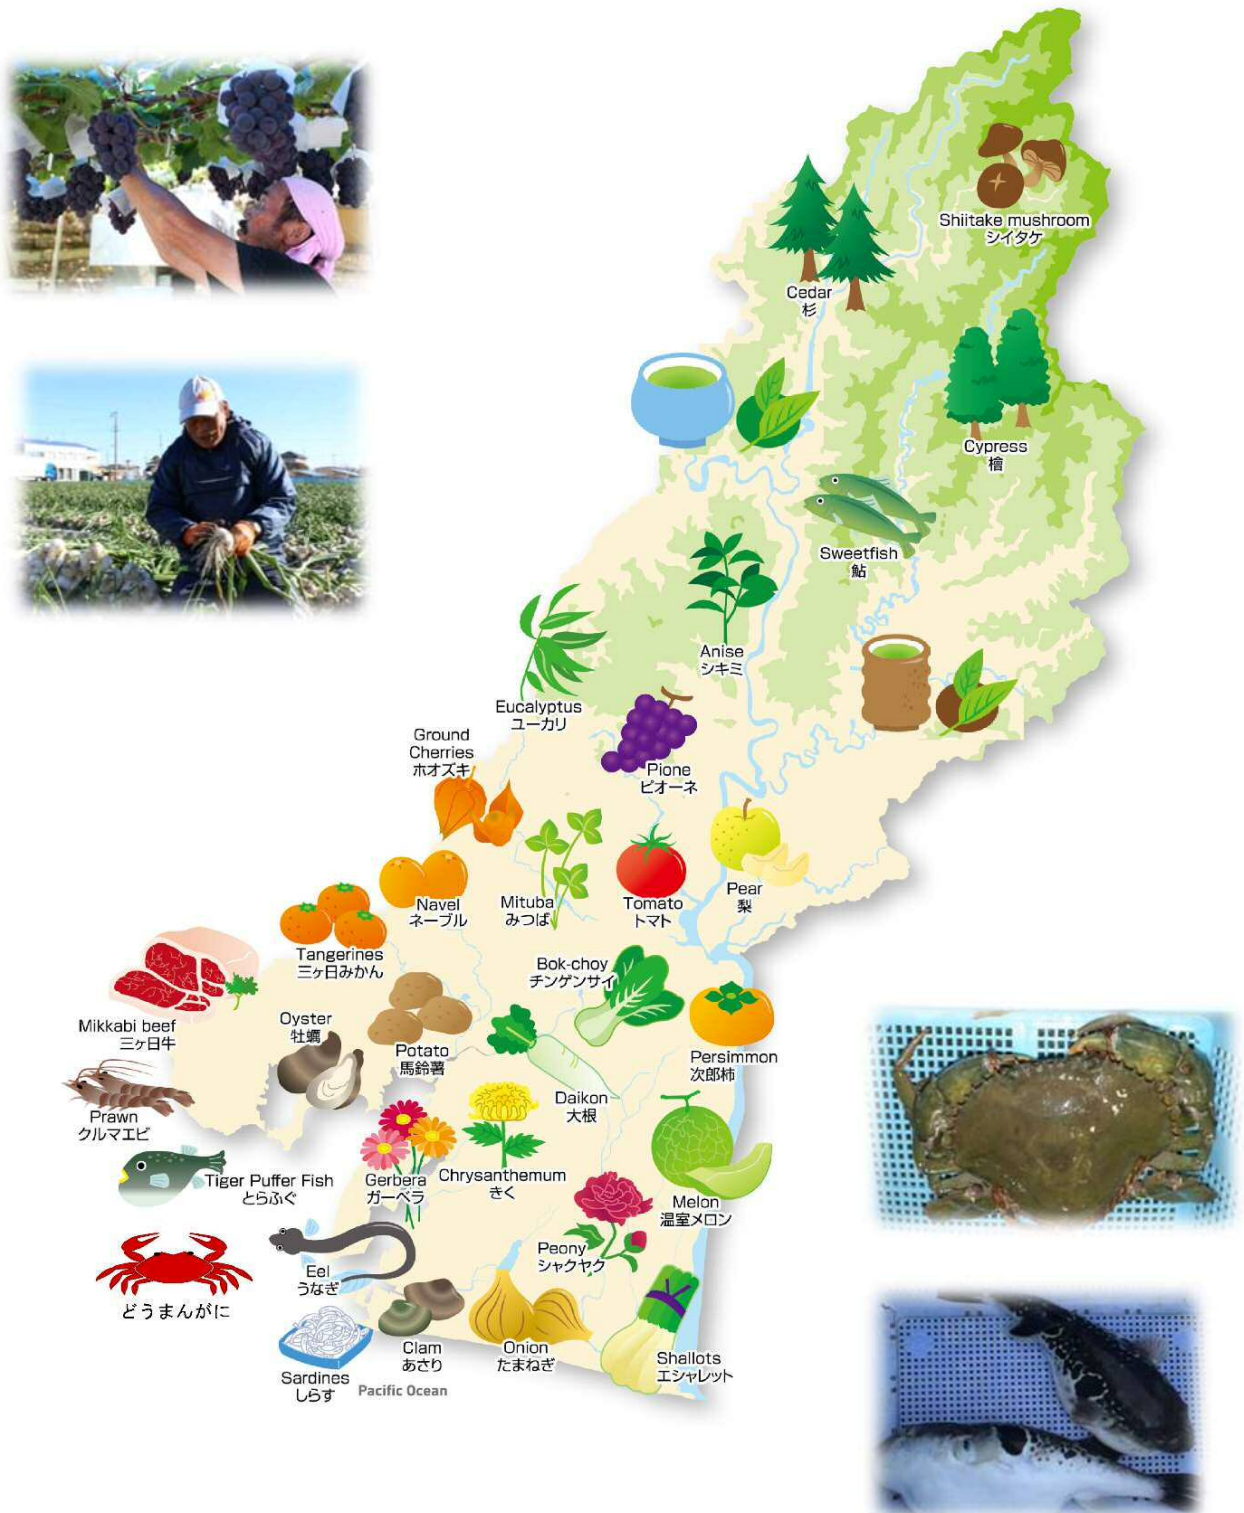 Shiitake mushroom
シイタケ
Cedar
杉
Cypress
檜
Sweetfish
鮎
Anise
シキミ
Eucalyptus
ユーカリ
Ground
Cherries
ホオズキ
Pione
ピオーネ
Navel
ネーブル
Mituba
みつば
Tomato
トマト
Pear
梨
Tangerines
三ヶ日みかん
Bok-choy
チンゲンサイ
Mikkabi beef
三ヶ日牛
Oyster
牡蠣
Potato
馬鈴薯
Persimmon
次郎柿
Daikon
大根
Prawn
クルマエビ
Tiger Puffer Fish
とらふぐ
Gerbera
ガーベラ
Chrysanthemum
きく
Melon
温室メロン
Peony
シャクヤク
Eel
うなぎ
どうまんがに
Clam
あさり
Onion
たまねぎ
Shallots
エシャレット
Sardines
しらす
Pacific Ocean